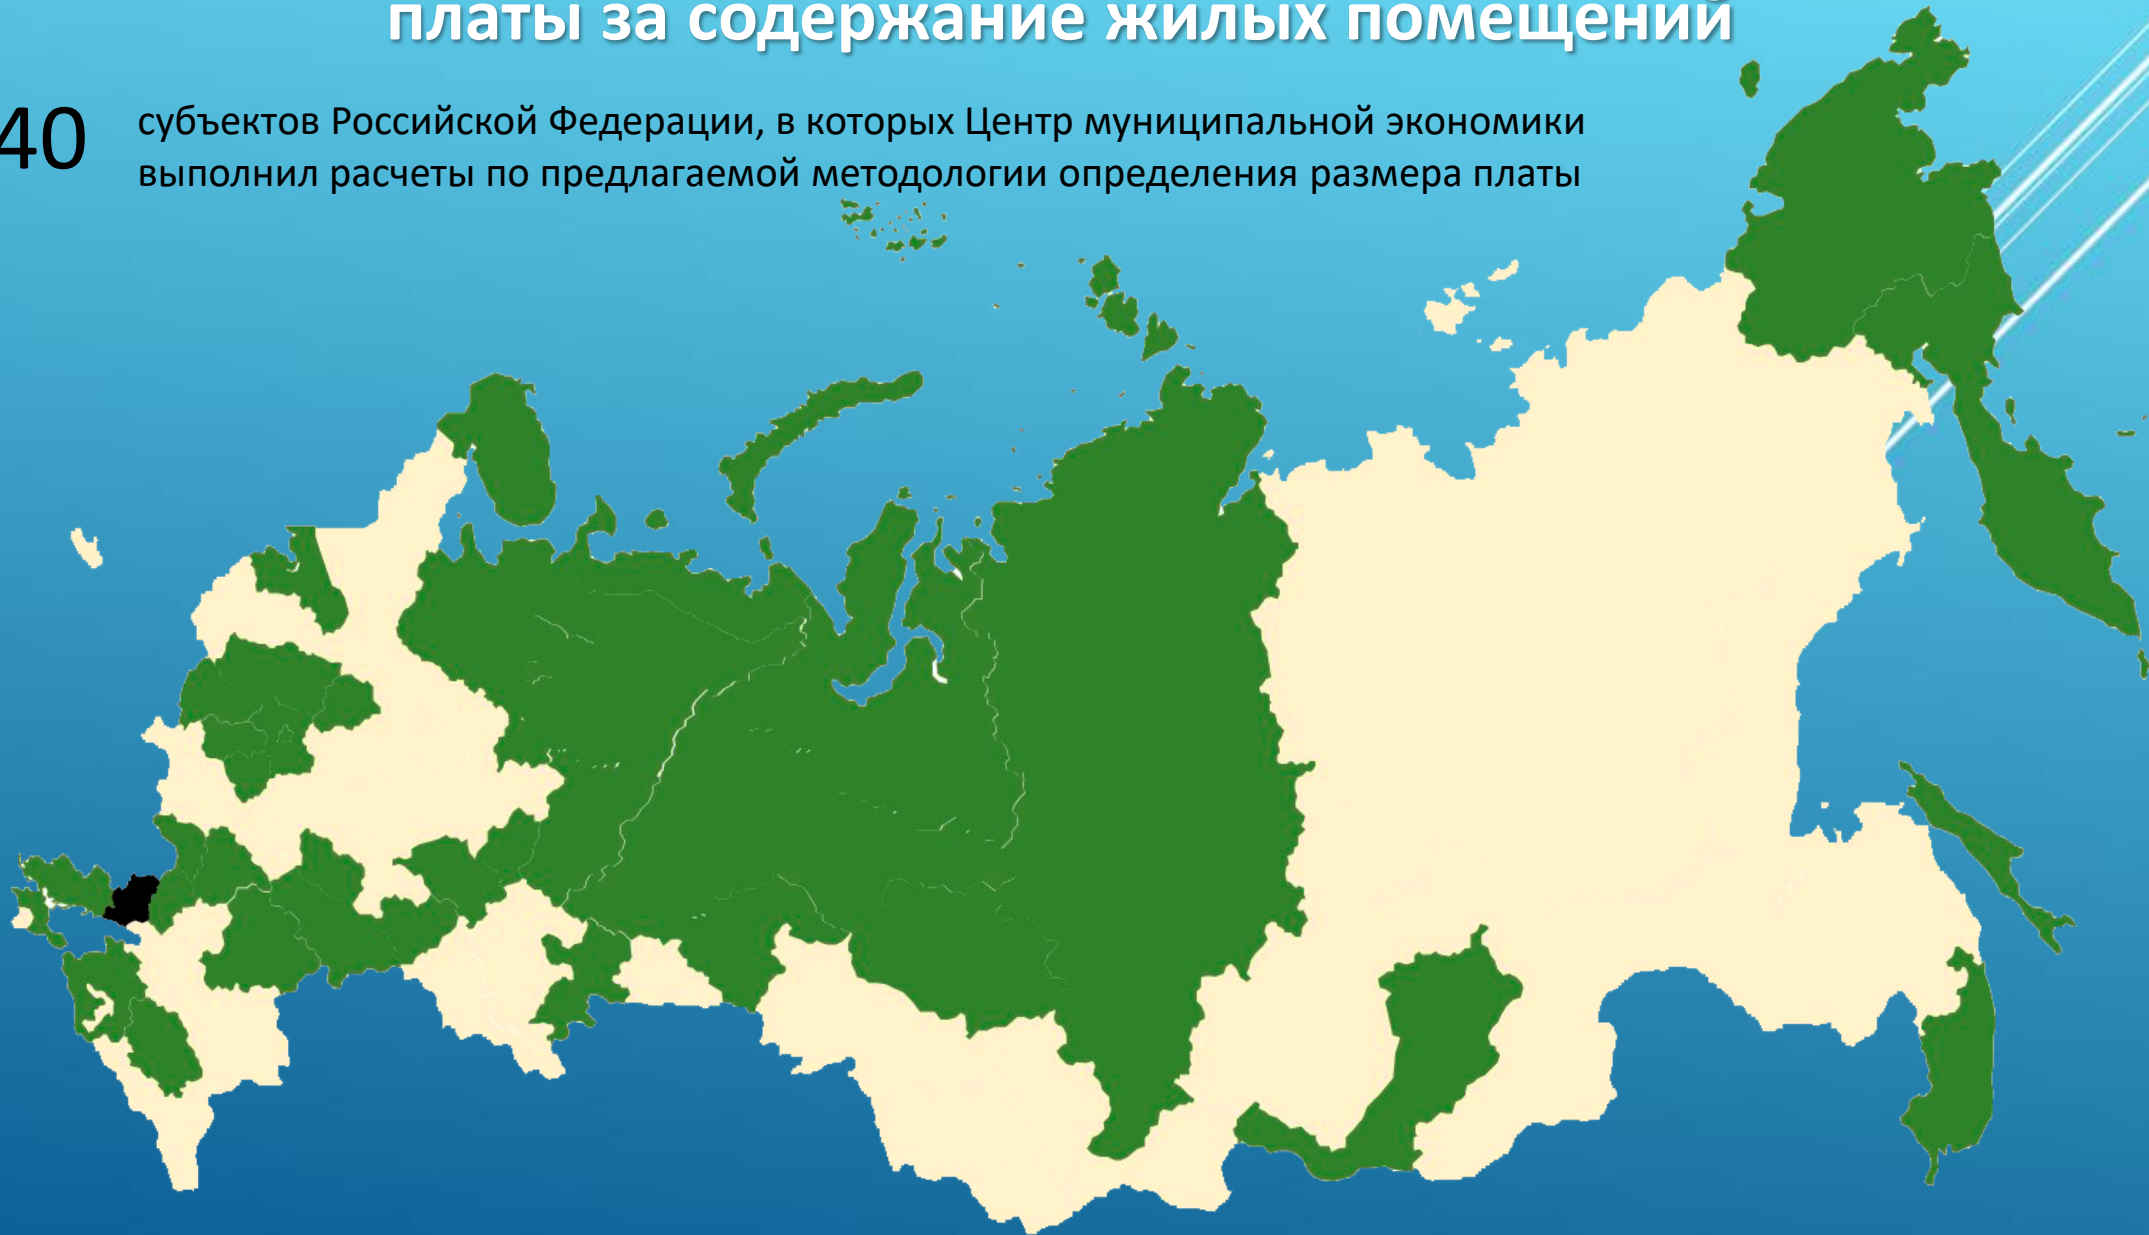 платы за содержание жилых помещений
40
субъектов Российской Федерации, в которых Центр муниципальной экономики
выполнил расчеты по предлагаемой методологии определения размера платы